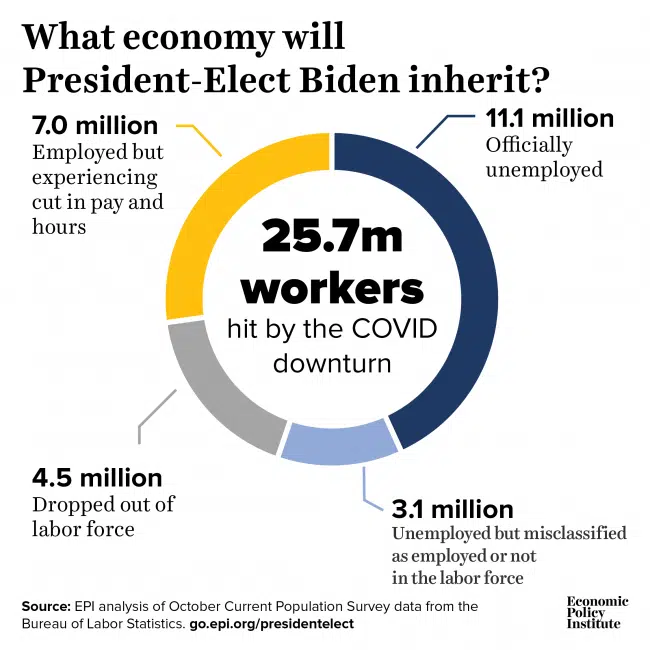 What economy will
President-Elect Biden inherit?
7.0 million
Employed but
experiencing
cut in pay and
hours
11.1 million
Officially
unemployed
25.7m
workers
hit by the COVID
downturn
4.5 million
Dropped out of
labor force
3.1 million
Unemployed but misclassified
as employed or not
in the labor force
Source: EPI analysis of October Current Population Survey data from the
Bureau of Labor Statistics. go.epi.org/presidentelect
Economic
Policy
Institute